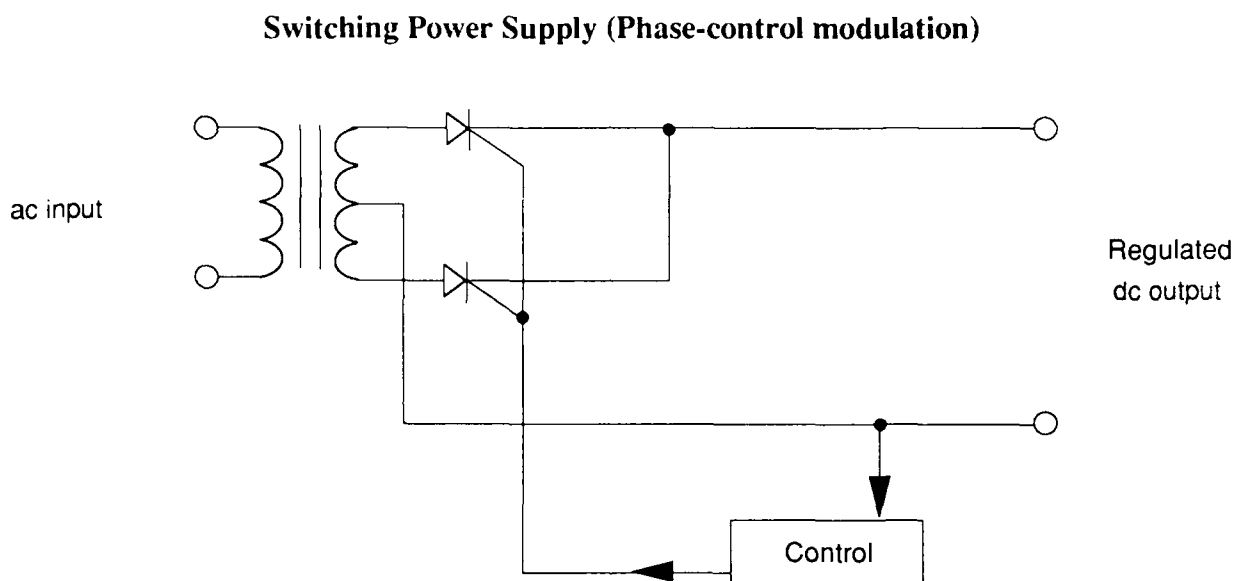 Switching Power Supply (Phase-control modulation)
ac input
Regulated
dc output
Control